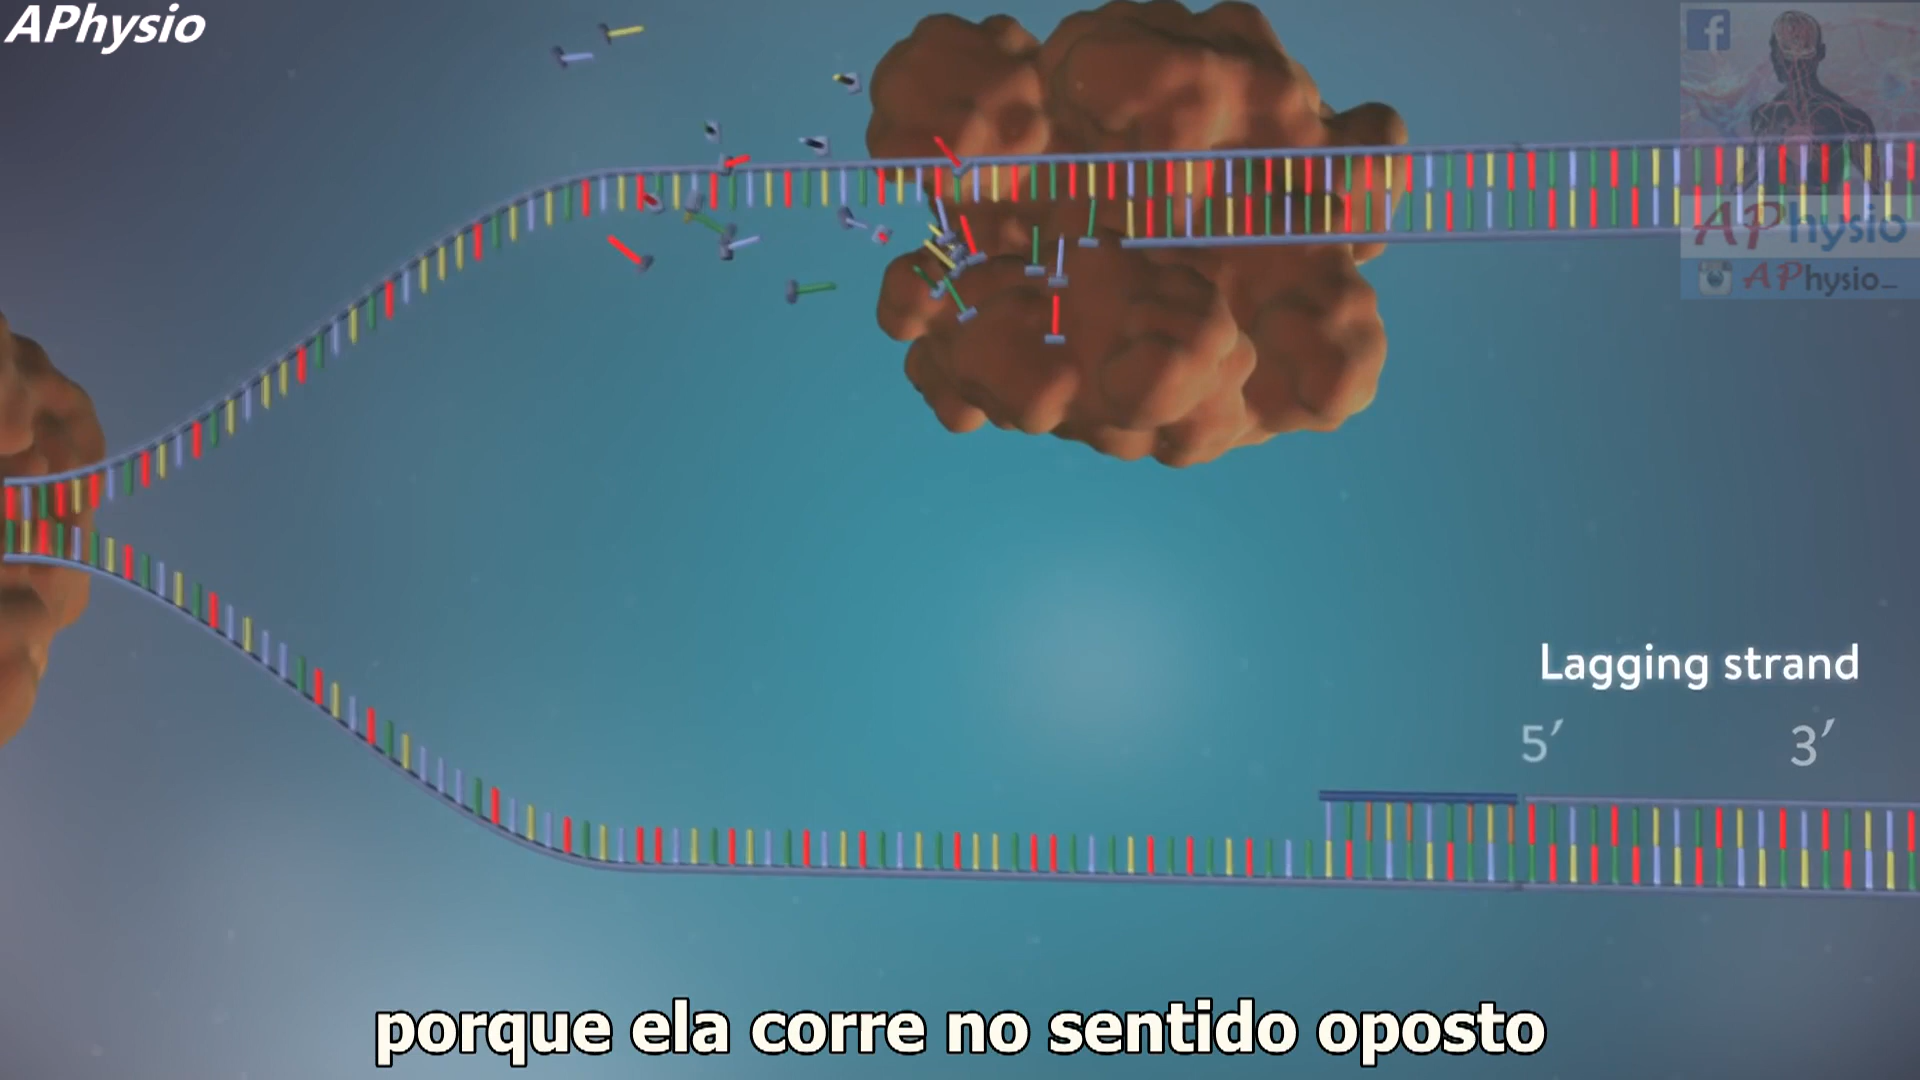 APhysio
APhysio
APhysio_
Lagging strand
5′ 3′
porque ela corre no sentido oposto